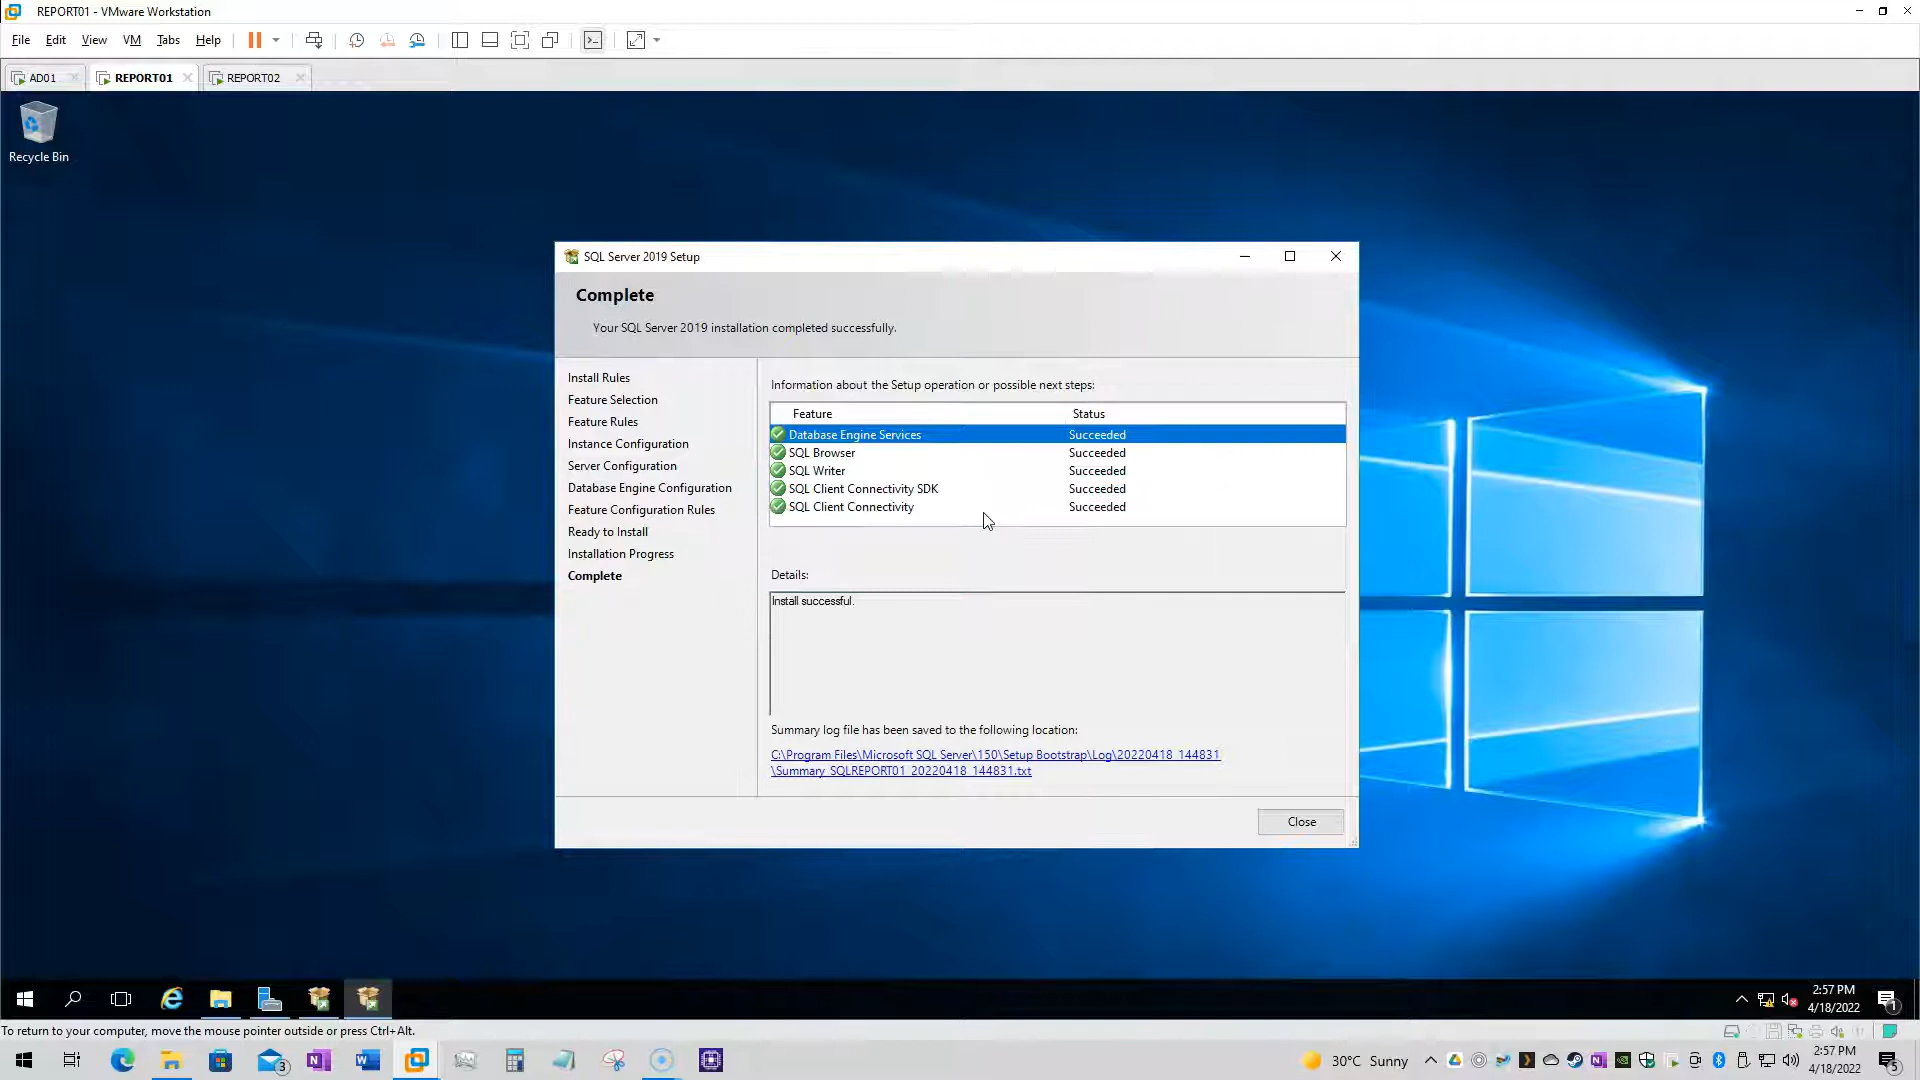 REPORT01 - VMware Workstation
File Edit View VM Tabs Help
AD01 REPORT01 REPORT02
Recycle Bin
SQL Server 2019 Setup
Complete
Your SQL Server 2019 installation completed successfully.
Install Rules
Feature Selection
Feature Rules
Instance Configuration
Server Configuration
Database Engine Configuration
Feature Configuration Rules
Ready to Install
Installation Progress
Complete
Information about the Setup operation or possible next steps:
Feature Status
Database Engine Services Succeeded
SQL Browser Succeeded
SQL Writer Succeeded
SQL Client Connectivity SDK Succeeded
SQL Client Connectivity Succeeded
Details:
Install successful.
Summary log file has been saved to the following location:
C:\Program Files\Microsoft SQL Server\150\Setup Bootstrap\Log\20220418_144831
\Summary_SQLREPORT01_20220418_144831.txt
Close
2:57 PM
4/18/2022
1
To return to your computer, move the mouse pointer outside or press Ctrl+Alt.
3
30°C Sunny
2:57 PM
4/18/2022
5